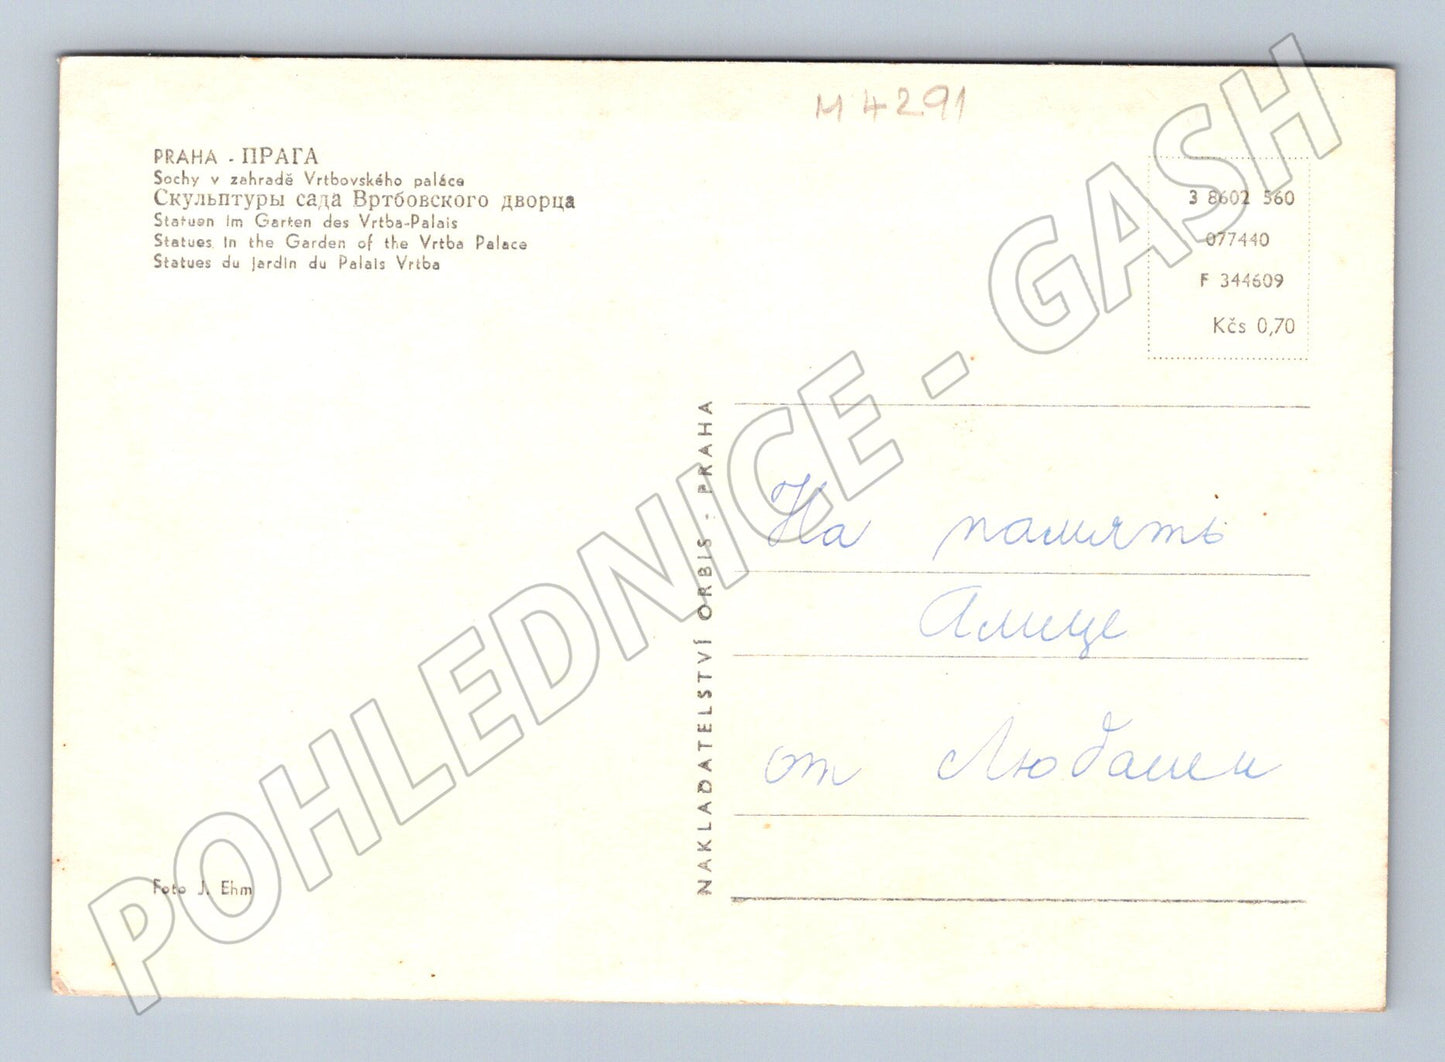 M 4291
PRAHA - ПРАГА
Sochy v zahradě Vrtbovského paláce
Скульптуры сада Вртбовского дворца
Statuen im Garten des Vrtba-Palais
Statues in the Garden of the Vrtba Palace
Statues du jardin du Palais Vrtba
3 8602 560
077440
F 344609
Kčs 0,70
NAKLADATELSTVÍ ORBIS - PRAHA
На память
Алице
от
Foto J. Ehm
POHLEDNICE - GASH